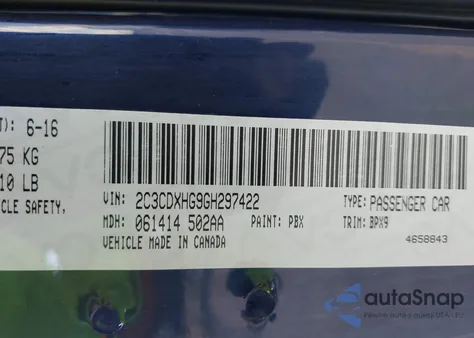 T): 6-16
75 KG
10 LB
CLE SAFETY,
VIN: 2C3CDXHG9GH297422
TYPE: PASSENGER CAR
MDH: 061414 502AA
PAINT: PBX
TRIM: BPX9
VEHICLE MADE IN CANADA
4658843
autoSnap